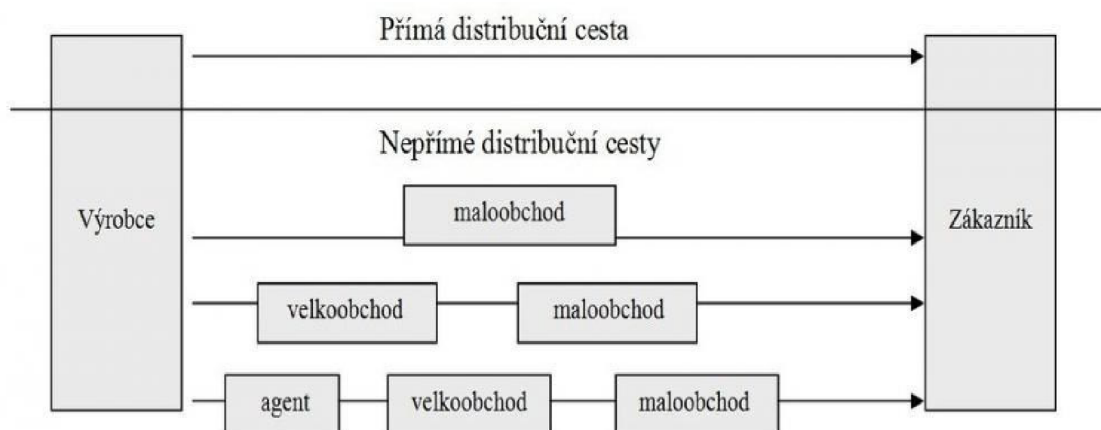 Přímá distribuční cesta
Nepřímé distribuční cesty
Výrobce
maloobchod
Zákazník
velkoobchod
maloobchod
agent
velkoobchod
maloobchod